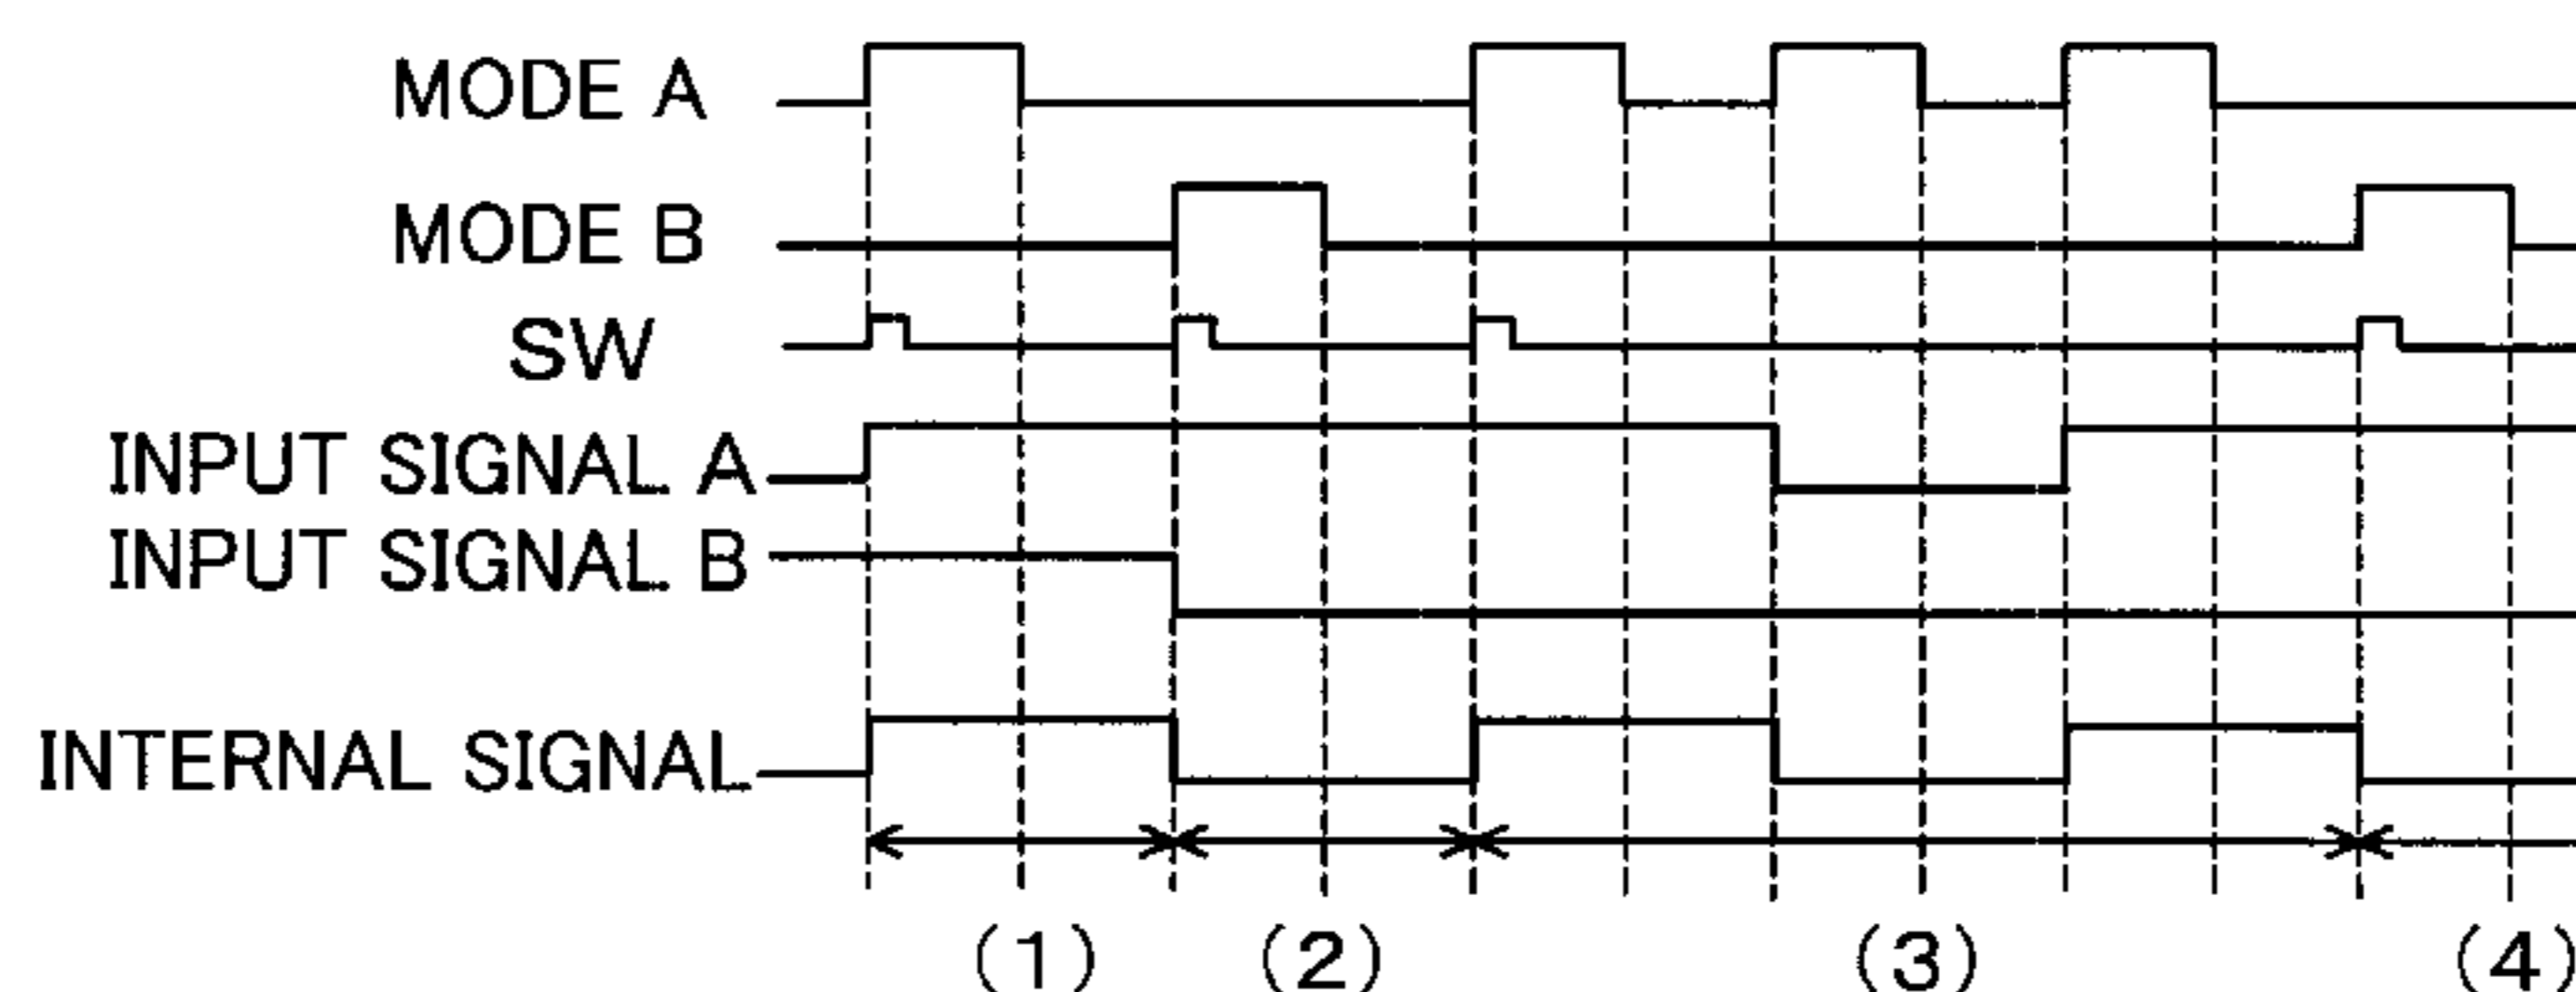 MODE A
MODE B
SW
INPUT SIGNAL A
INPUT SIGNAL B
INTERNAL SIGNAL
(1) (2) (3) (4)